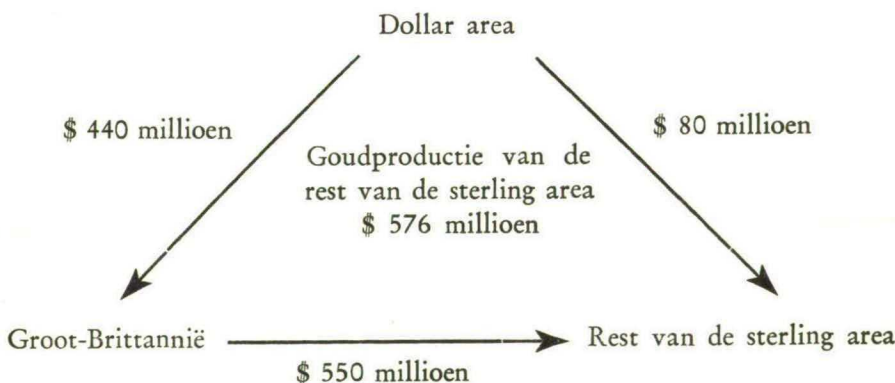 Dollar area
$ 440 millioen
$ 80 millioen
Goudproductie van de
rest van de sterling area
$ 576 millioen
Groot-Brittannië
Rest van de sterling area
$ 550 millioen